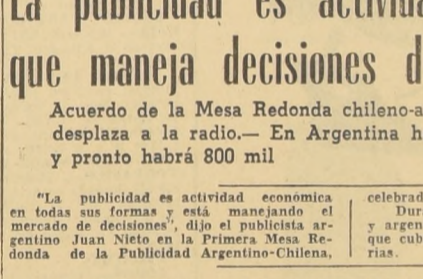 La publicidad es activida
que maneja decisiones d
Acuerdo de la Mesa Redonda chileno-a
desplaza a la radio.— En Argentina h
y pronto habrá 800 mil
"La publicidad es actividad económica
en todas sus formas y está manejando el
mercado de decisiones", dijo el publicista ar-
gentino Juan Nieto en la Primera Mesa Re-
donda de la Publicidad Argentino-Chilena,
celebrad
Dur
y argen
que cub
rias.